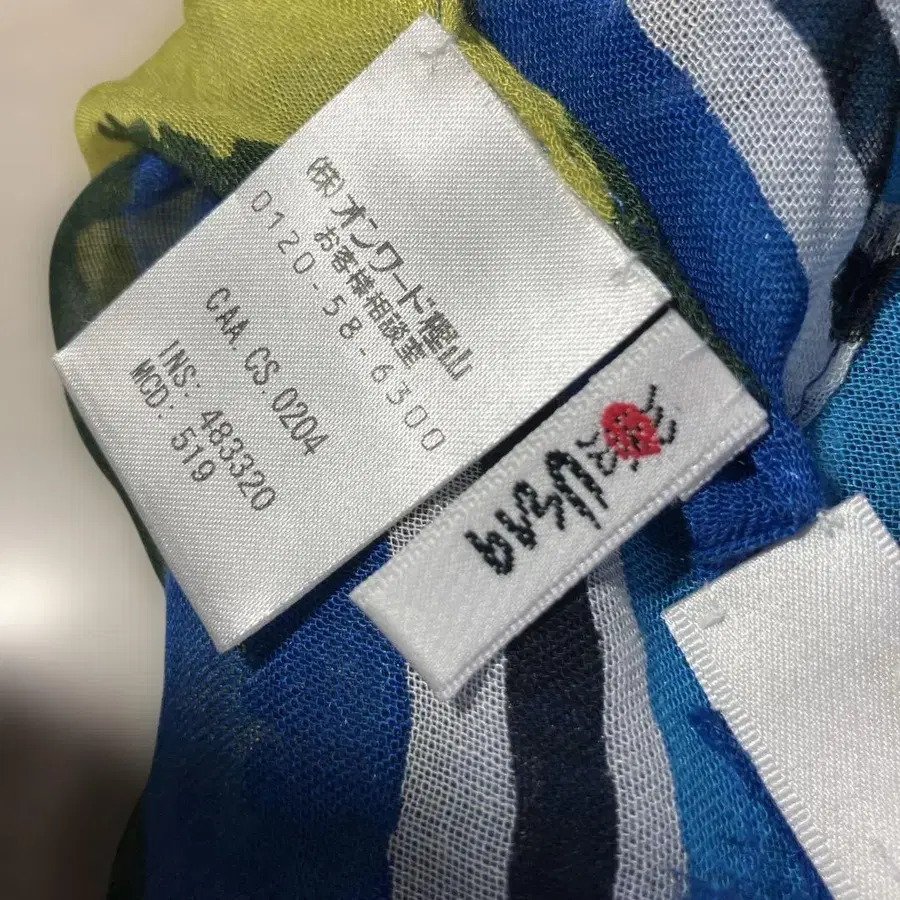 (株)オンワード樫山
お客様相談室
0120-58-6300
CAA.CS.0204
INS: 483320
MCD: 519
Vera